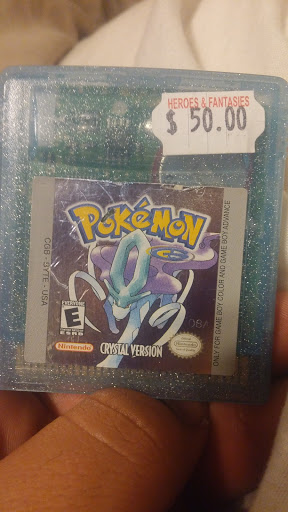 HEROES & FANTASIES
$ 50.00
POKéMON
CGB-BYTE-USA
EVERYONE
E
ESRB
Nintendo
CRYSTAL VERSION
ONLY FOR GAME BOY COLOR AND GAME BOY ADVANCE